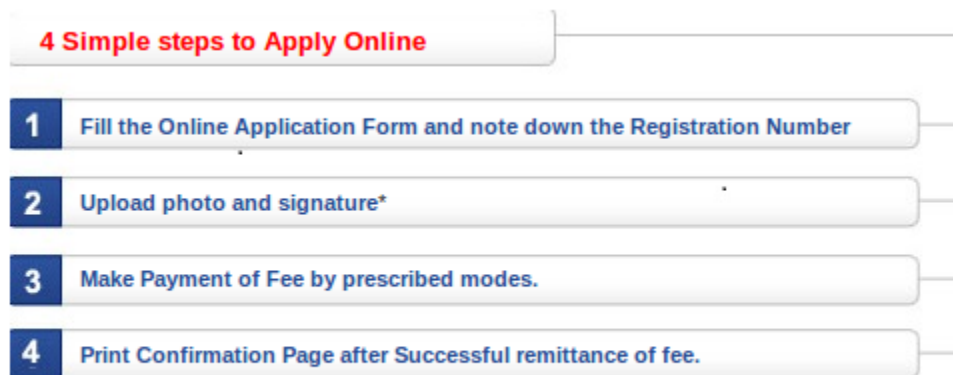 4 Simple steps to Apply Online
1 Fill the Online Application Form and note down the Registration Number
2 Upload photo and signature*
3 Make Payment of Fee by prescribed modes.
4 Print Confirmation Page after Successful remittance of fee.